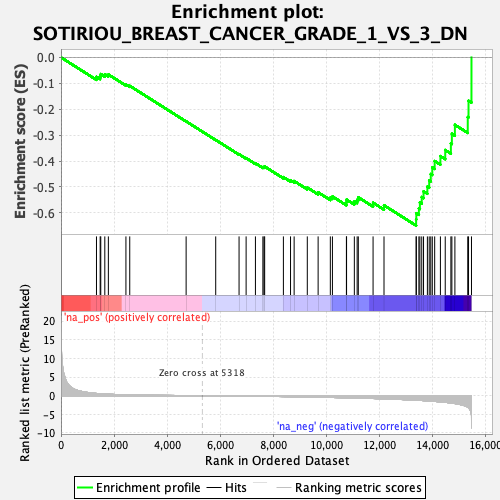 Enrichment plot:
SOTIRIOU_BREAST_CANCER_GRADE_1_VS_3_DN
Enrichment score (ES)
0.0
-0.1
-0.2
-0.3
-0.4
-0.5
-0.6
'na_pos' (positively correlated)
Ranked list metric (PreRanked)
20
15
10
5
0
-5
-10
Zero cross at 5318
'na_neg' (negatively correlated)
0 2,000 4,000 6,000 8,000 10,000 12,000 14,000 16,000
Rank in Ordered Dataset
Enrichment profile Hits Ranking metric scores